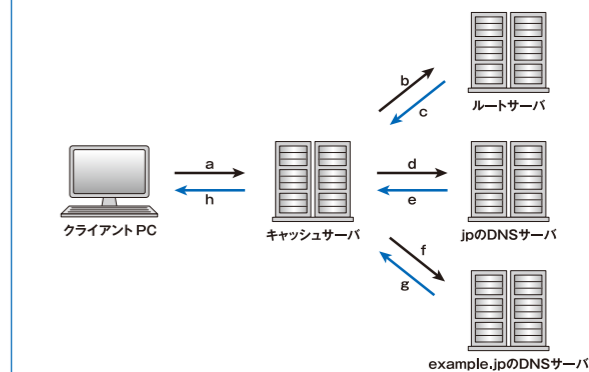 b
c
ルートサーバ
a
h
d
e
クライアント PC
キャッシュサーバ
jpのDNSサーバ
f
g
example.jpのDNSサーバ